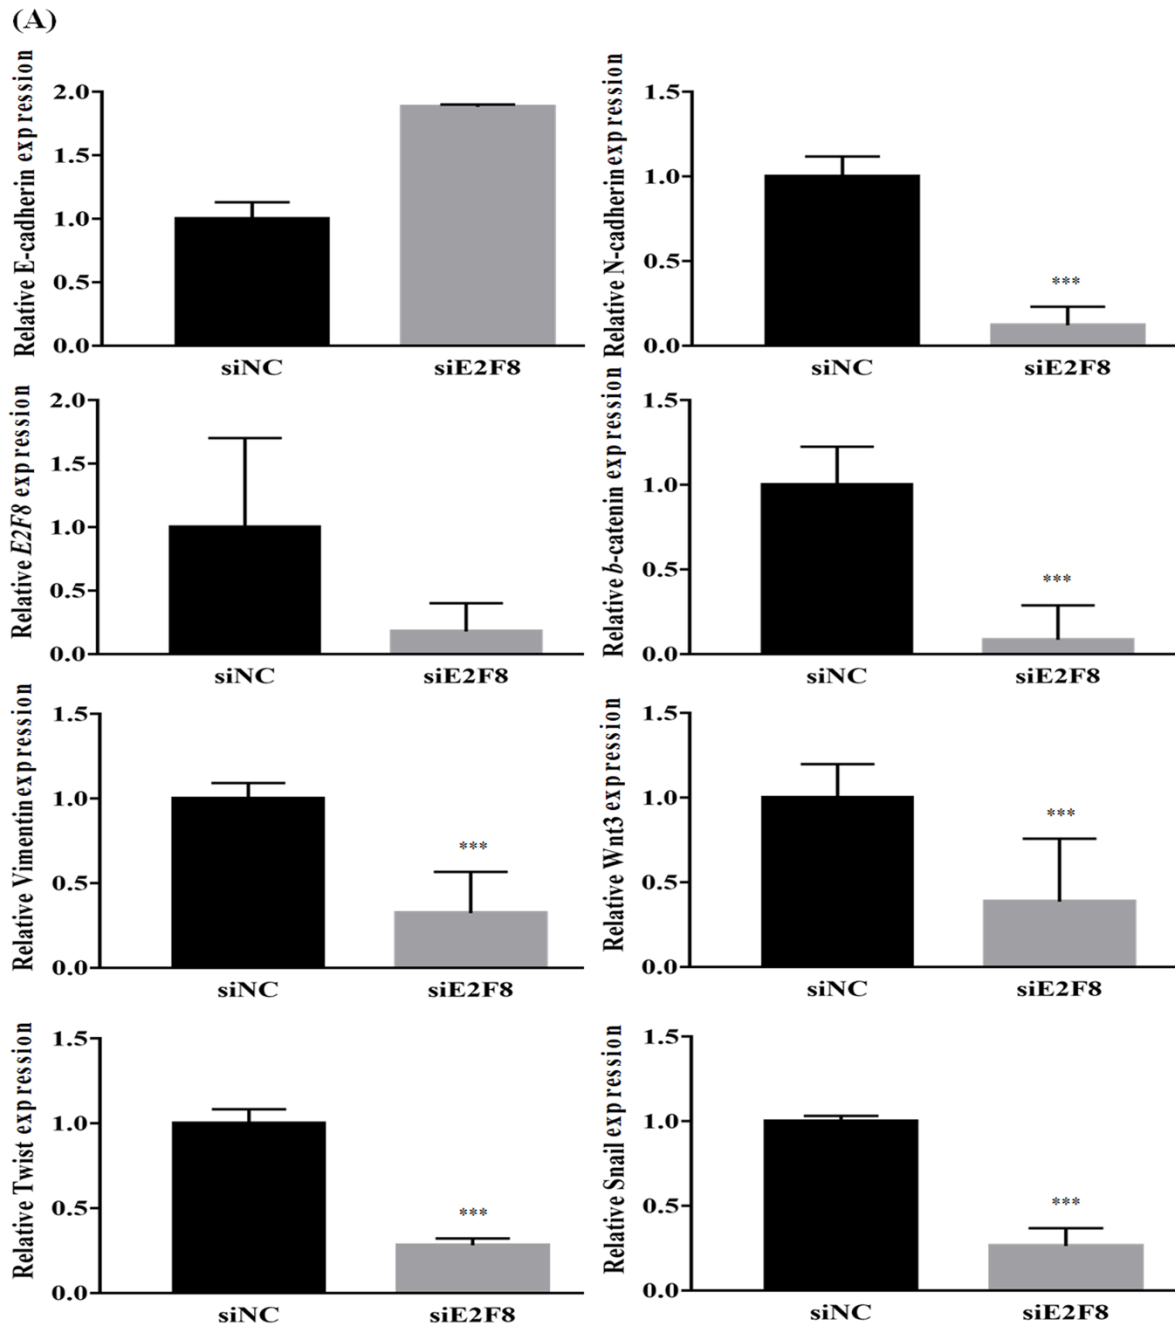 (A)
Relative E-cadherin expression
2.0
1.5
1.0
0.5
0.0
siNC
siE2F8
Relative N-cadherin expression
1.5
1.0
0.5
0.0
***
siNC
siE2F8
Relative E2F8 expression
2.0
1.5
1.0
0.5
0.0
siNC
siE2F8
Relative b-catenin expression
1.5
1.0
0.5
0.0
***
siNC
siE2F8
Relative Vimentin expression
1.5
1.0
0.5
0.0
***
siNC
siE2F8
Relative Wnt3 expression
1.5
1.0
0.5
0.0
***
siNC
siE2F8
Relative Twist expression
1.5
1.0
0.5
0.0
***
siNC
siE2F8
Relative Snail expression
1.5
1.0
0.5
0.0
***
siNC
siE2F8